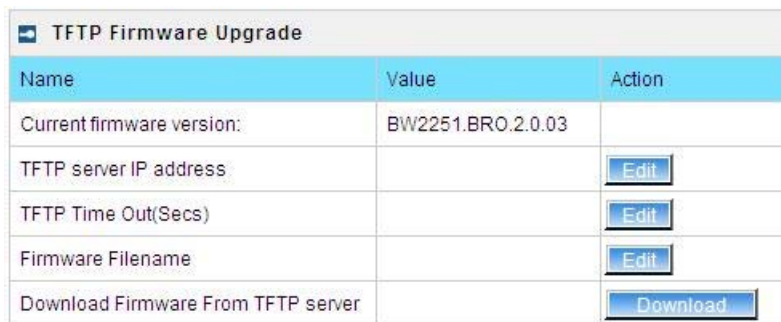 TFTP Firmware Upgrade
Name Value Action
Current firmware version: BW2251.BRO.2.0.03
TFTP server IP address Edit
TFTP Time Out(Secs) Edit
Firmware Filename Edit
Download Firmware From TFTP server Download